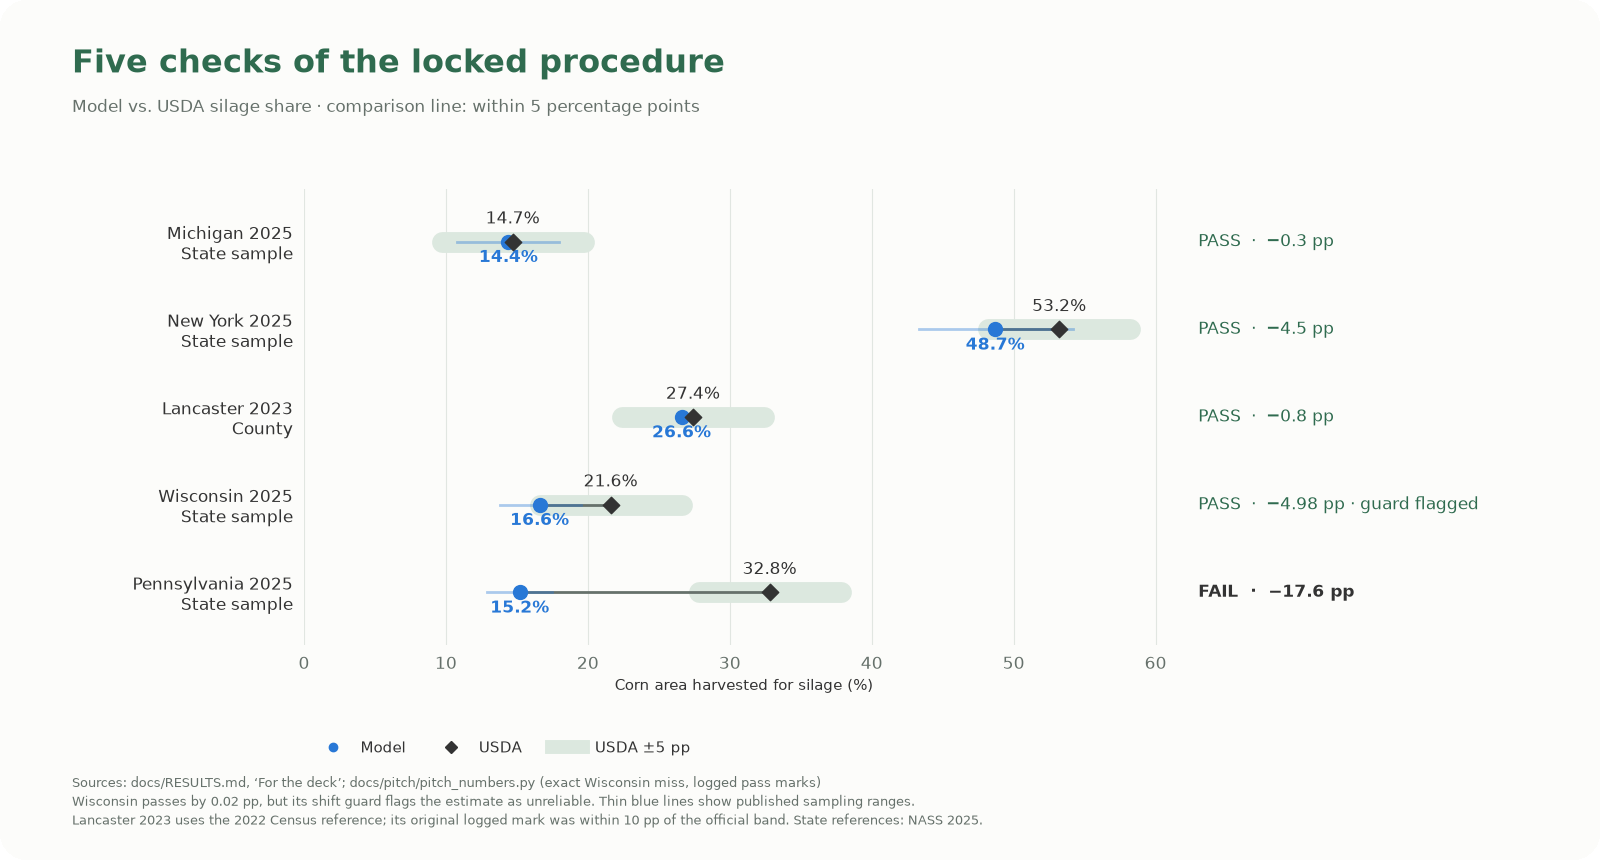 Five checks of the locked procedure
Model vs. USDA silage share · comparison line: within 5 percentage points
Michigan 2025
State sample
14.7%
14.4%
PASS · −0.3 pp
New York 2025
State sample
53.2%
48.7%
PASS · −4.5 pp
Lancaster 2023
County
27.4%
26.6%
PASS · −0.8 pp
Wisconsin 2025
State sample
21.6%
16.6%
PASS · −4.98 pp · guard flagged
Pennsylvania 2025
State sample
32.8%
15.2%
FAIL · −17.6 pp
0 10 20 30 40 50 60
Corn area harvested for silage (%)
Model USDA USDA ±5 pp
Sources: docs/RESULTS.md, ‘For the deck’; docs/pitch/pitch_numbers.py (exact Wisconsin miss, logged pass marks)
Wisconsin passes by 0.02 pp, but its shift guard flags the estimate as unreliable. Thin blue lines show published sampling ranges.
Lancaster 2023 uses the 2022 Census reference; its original logged mark was within 10 pp of the official band. State references: NASS 2025.